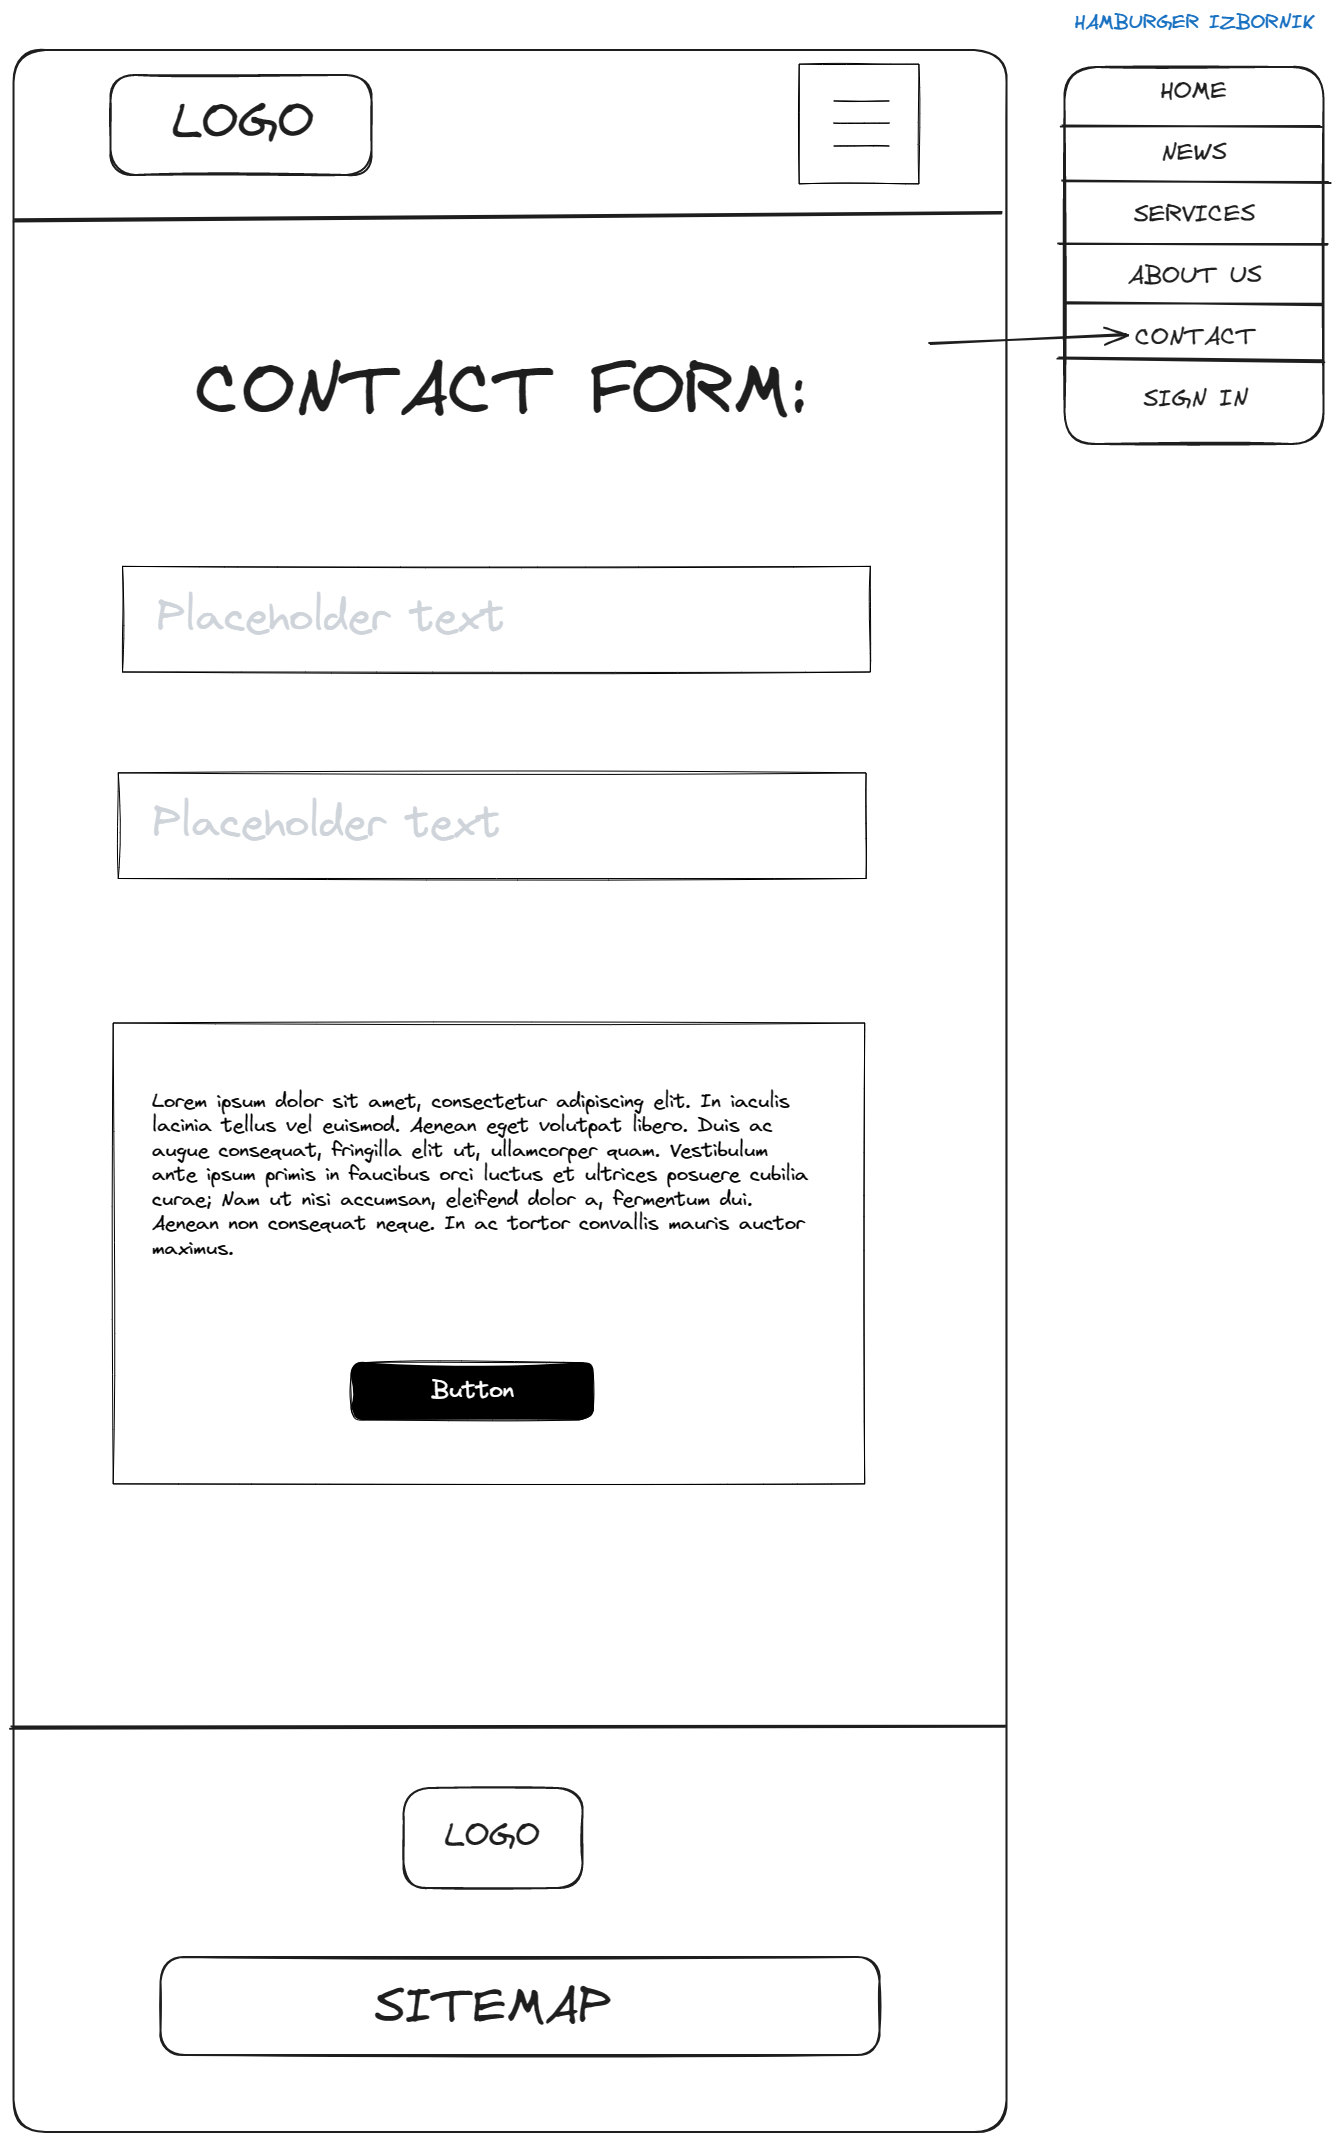 HAMBURGER IZBORNIK
LOGO
HOME
NEWS
SERVICES
ABOUT US
CONTACT
SIGN IN
CONTACT FORM:
Placeholder text
Placeholder text
Lorem ipsum dolor sit amet, consectetur adipiscing elit. In iaculis
lacinia tellus vel euismod. Aenean eget volutpat libero. Duis ac
augue consequat, fringilla elit ut, ullamcorper quam. Vestibulum
ante ipsum primis in faucibus orci luctus et ultrices posuere cubilia
curae; Nam ut nisi accumsan, eleifend dolor a, fermentum dui.
Aenean non consequat neque. In ac tortor convallis mauris auctor
maximus.
Button
LOGO
SITEMAP